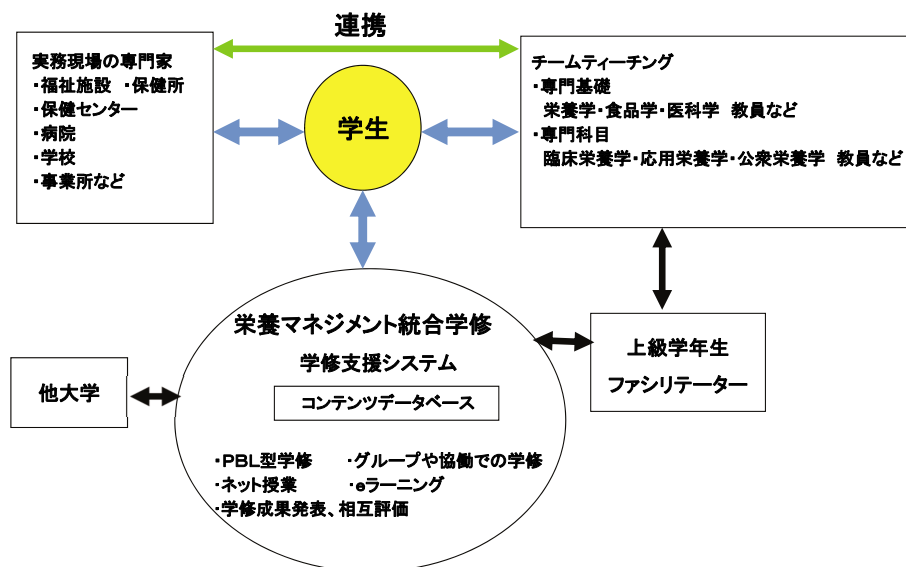 連携
実務現場の専門家
・福祉施設 ・保健所
・保健センター
・病院
・学校
・事業所など
学生
チームティーチング
・専門基礎
栄養学・食品学・医科学 教員など
・専門科目
臨床栄養学・応用栄養学・公衆栄養学 教員など
栄養マネジメント統合学修
学修支援システム
コンテンツデータベース
・PBL型学修 ・グループや協働での学修
・ネット授業 ・eラーニング
・学修成果発表、相互評価
他大学
上級学年生
ファシリテーター